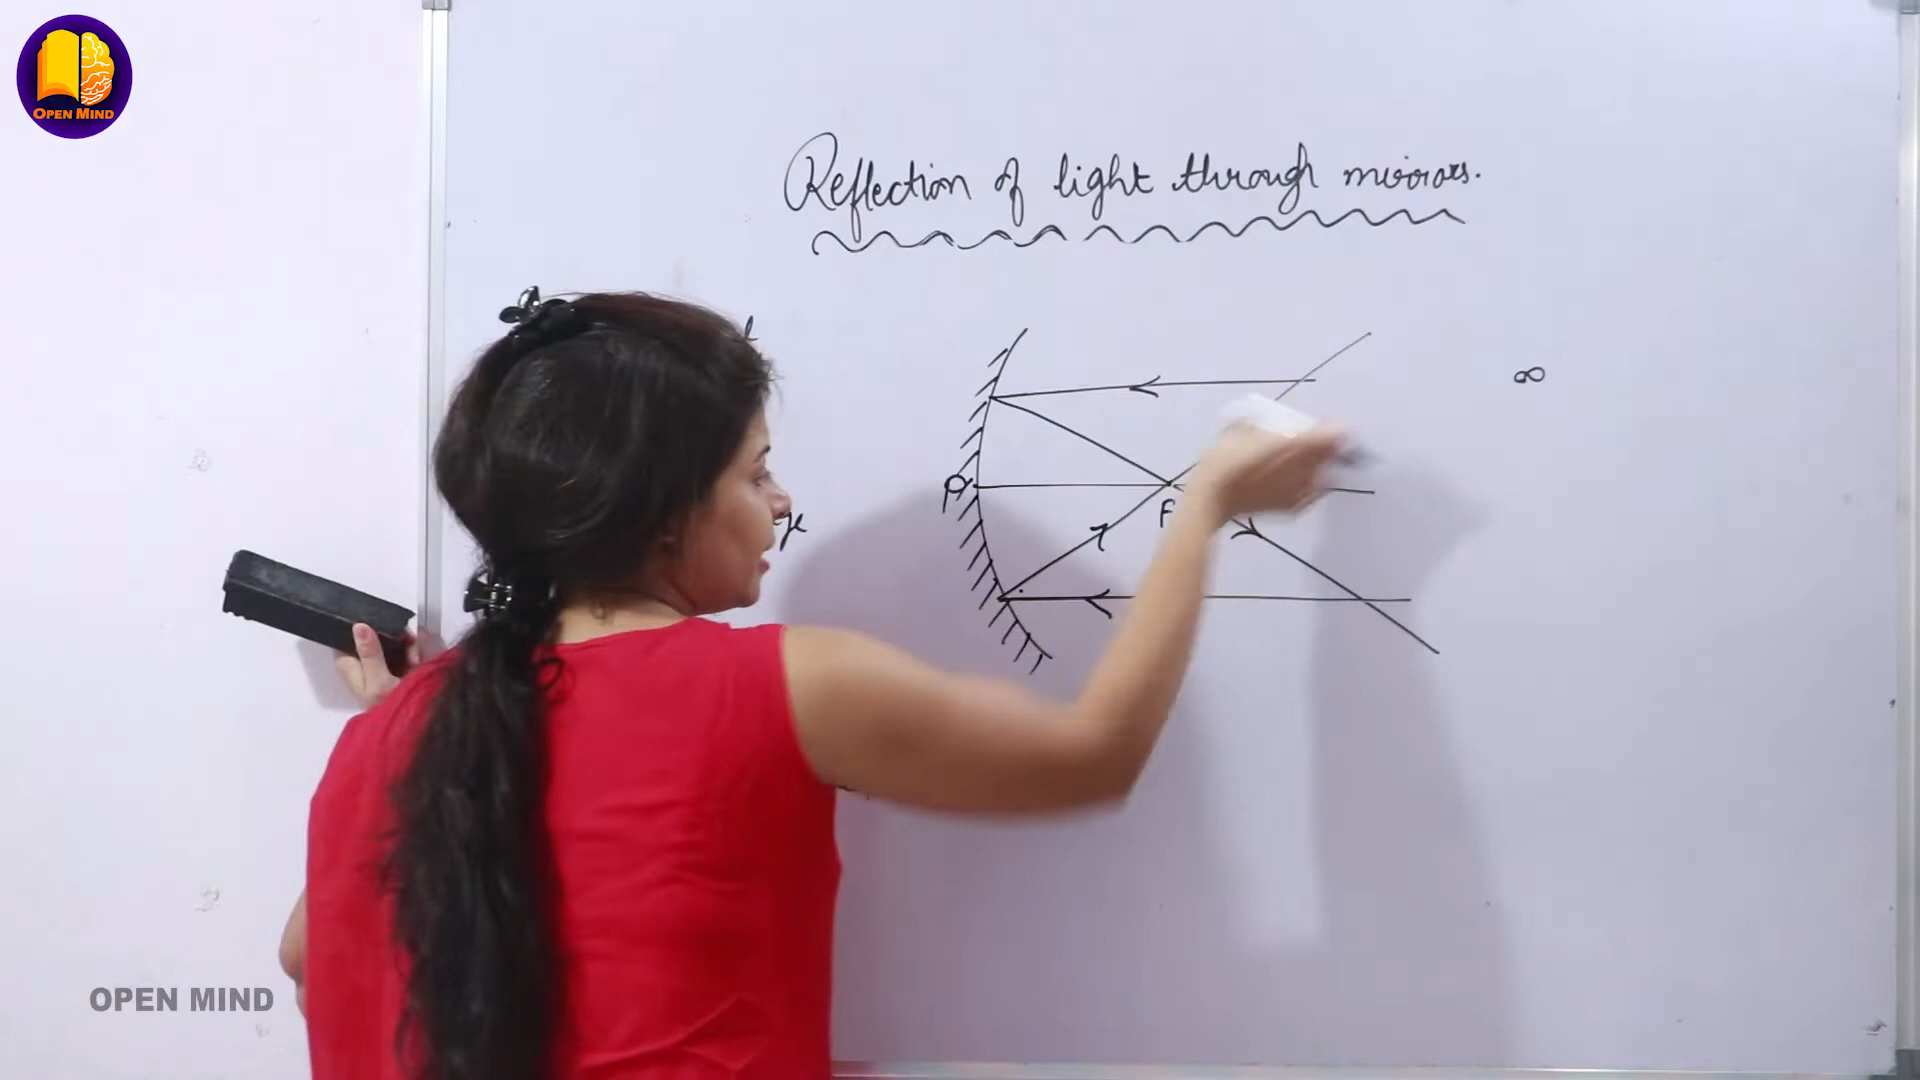 OPEN MIND
Reflection of light through mirrors.
∞
P
F
OPEN MIND